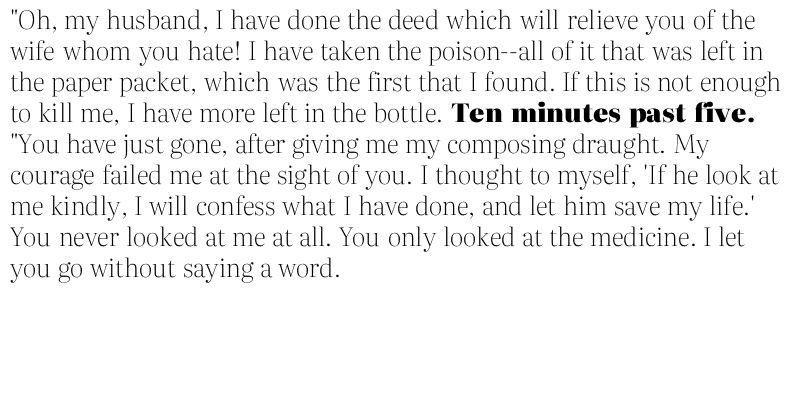 "Oh, my husband, I have done the deed which will relieve you of the
wife whom you hate! I have taken the poison--all of it that was left in
the paper packet, which was the first that I found. If this is not enough
to kill me, I have more left in the bottle. Ten minutes past five.
"You have just gone, after giving me my composing draught. My
courage failed me at the sight of you. I thought to myself, 'If he look at
me kindly, I will confess what I have done, and let him save my life.'
You never looked at me at all. You only looked at the medicine. I let
you go without saying a word.